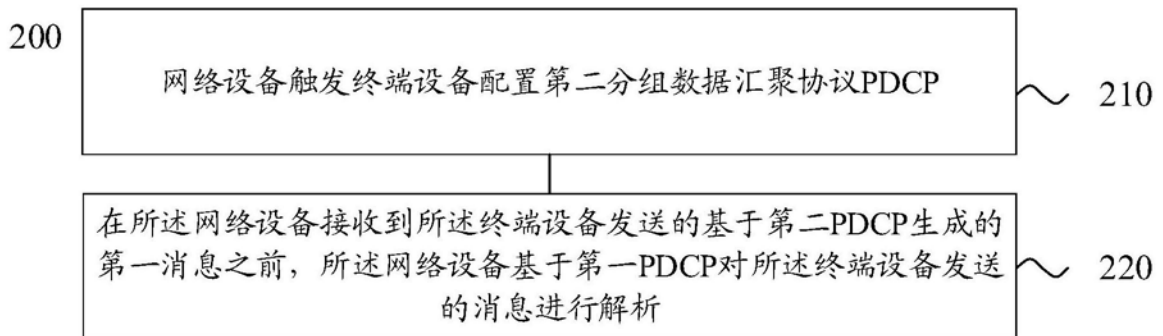 200
网络设备触发终端设备配置第二分组数据汇聚协议PDCP
210
在所述网络设备接收到所述终端设备发送的基于第二PDCP生成的
第一消息之前，所述网络设备基于第一PDCP对所述终端设备发送
的消息进行解析
220